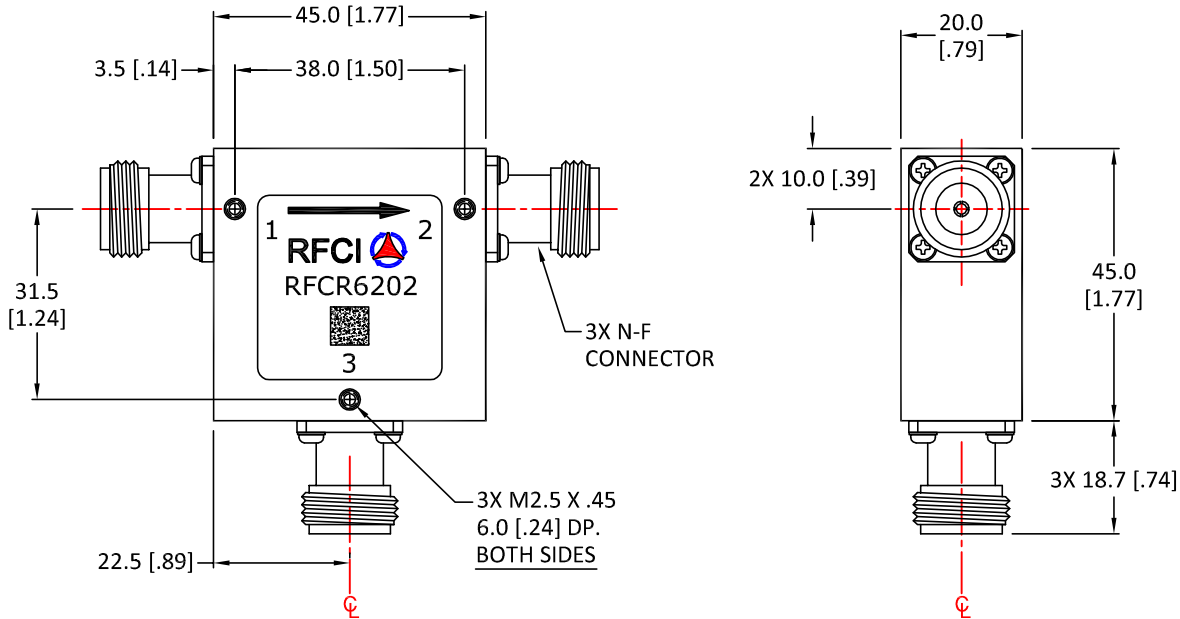 45.0 [1.77]
3.5 [.14]
38.0 [1.50]
20.0
[.79]
2X 10.0 [.39]
1
2
RFCI
RFCR6202
3
31.5
[1.24]
3X N-F
CONNECTOR
45.0
[1.77]
3X M2.5 X .45
6.0 [.24] DP.
BOTH SIDES
3X 18.7 [.74]
22.5 [.89]
℄
℄